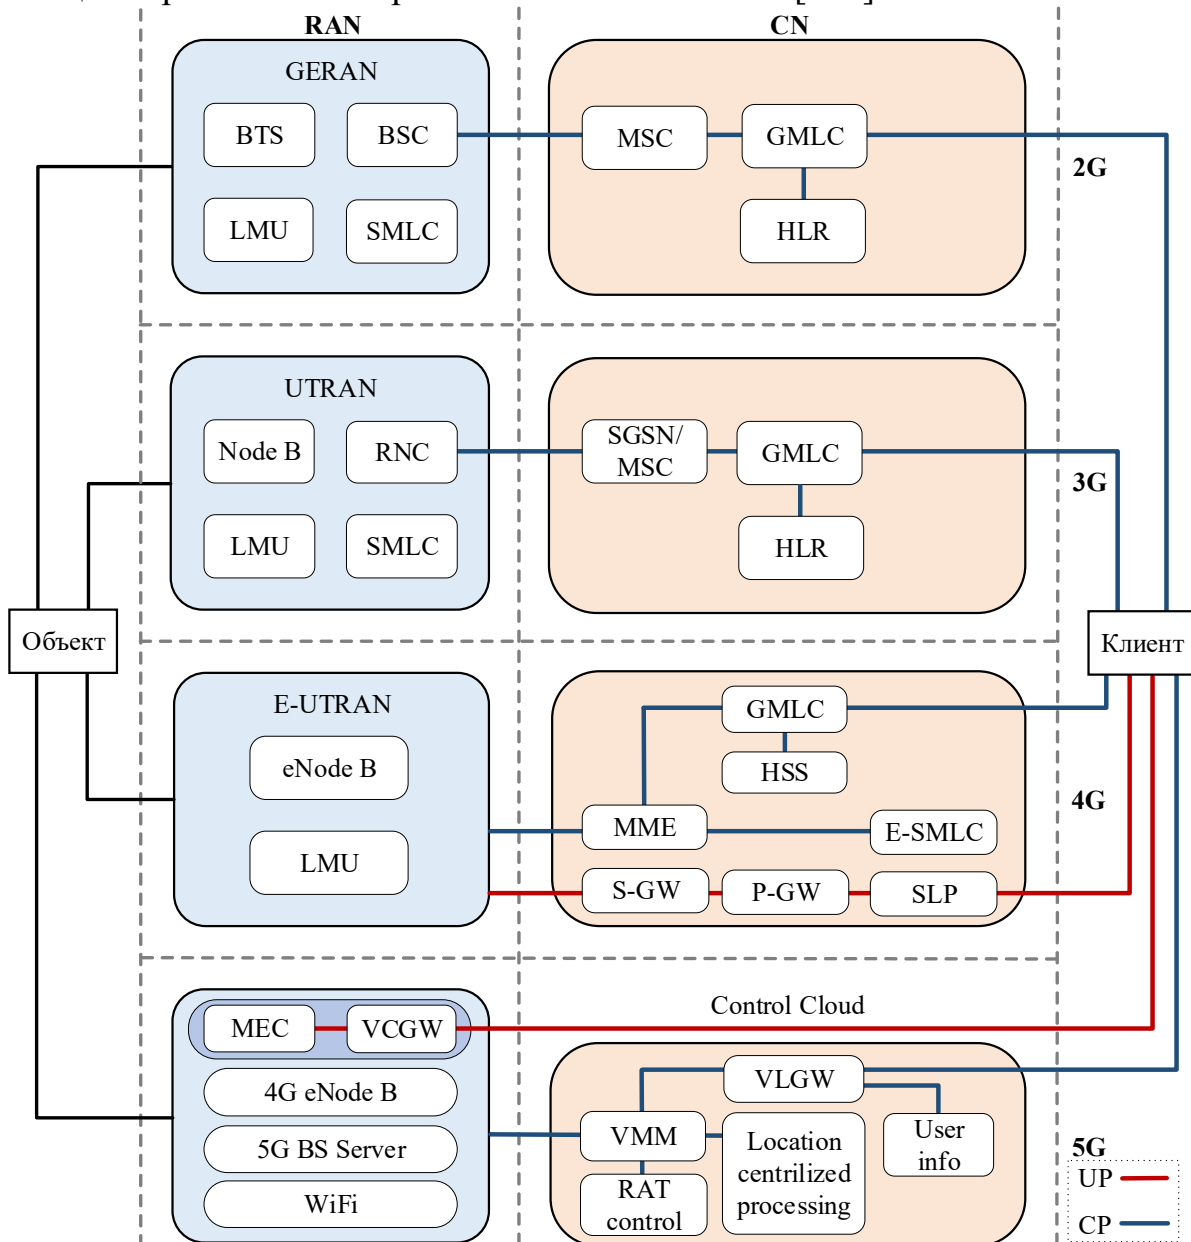 RAN
CN
GERAN
BTS
BSC
LMU
SMLC
MSC
GMLC
HLR
2G
UTRAN
Node B
RNC
LMU
SMLC
SGSN/
MSC
GMLC
HLR
3G
Объект
Клиент
E-UTRAN
eNode B
LMU
GMLC
HSS
MME
E-SMLC
S-GW
P-GW
SLP
4G
MEC
VCGW
4G eNode B
5G BS Server
WiFi
Control Cloud
VLGW
VMM
Location
centrilized
processing
User
info
RAT
control
5G
UP
CP